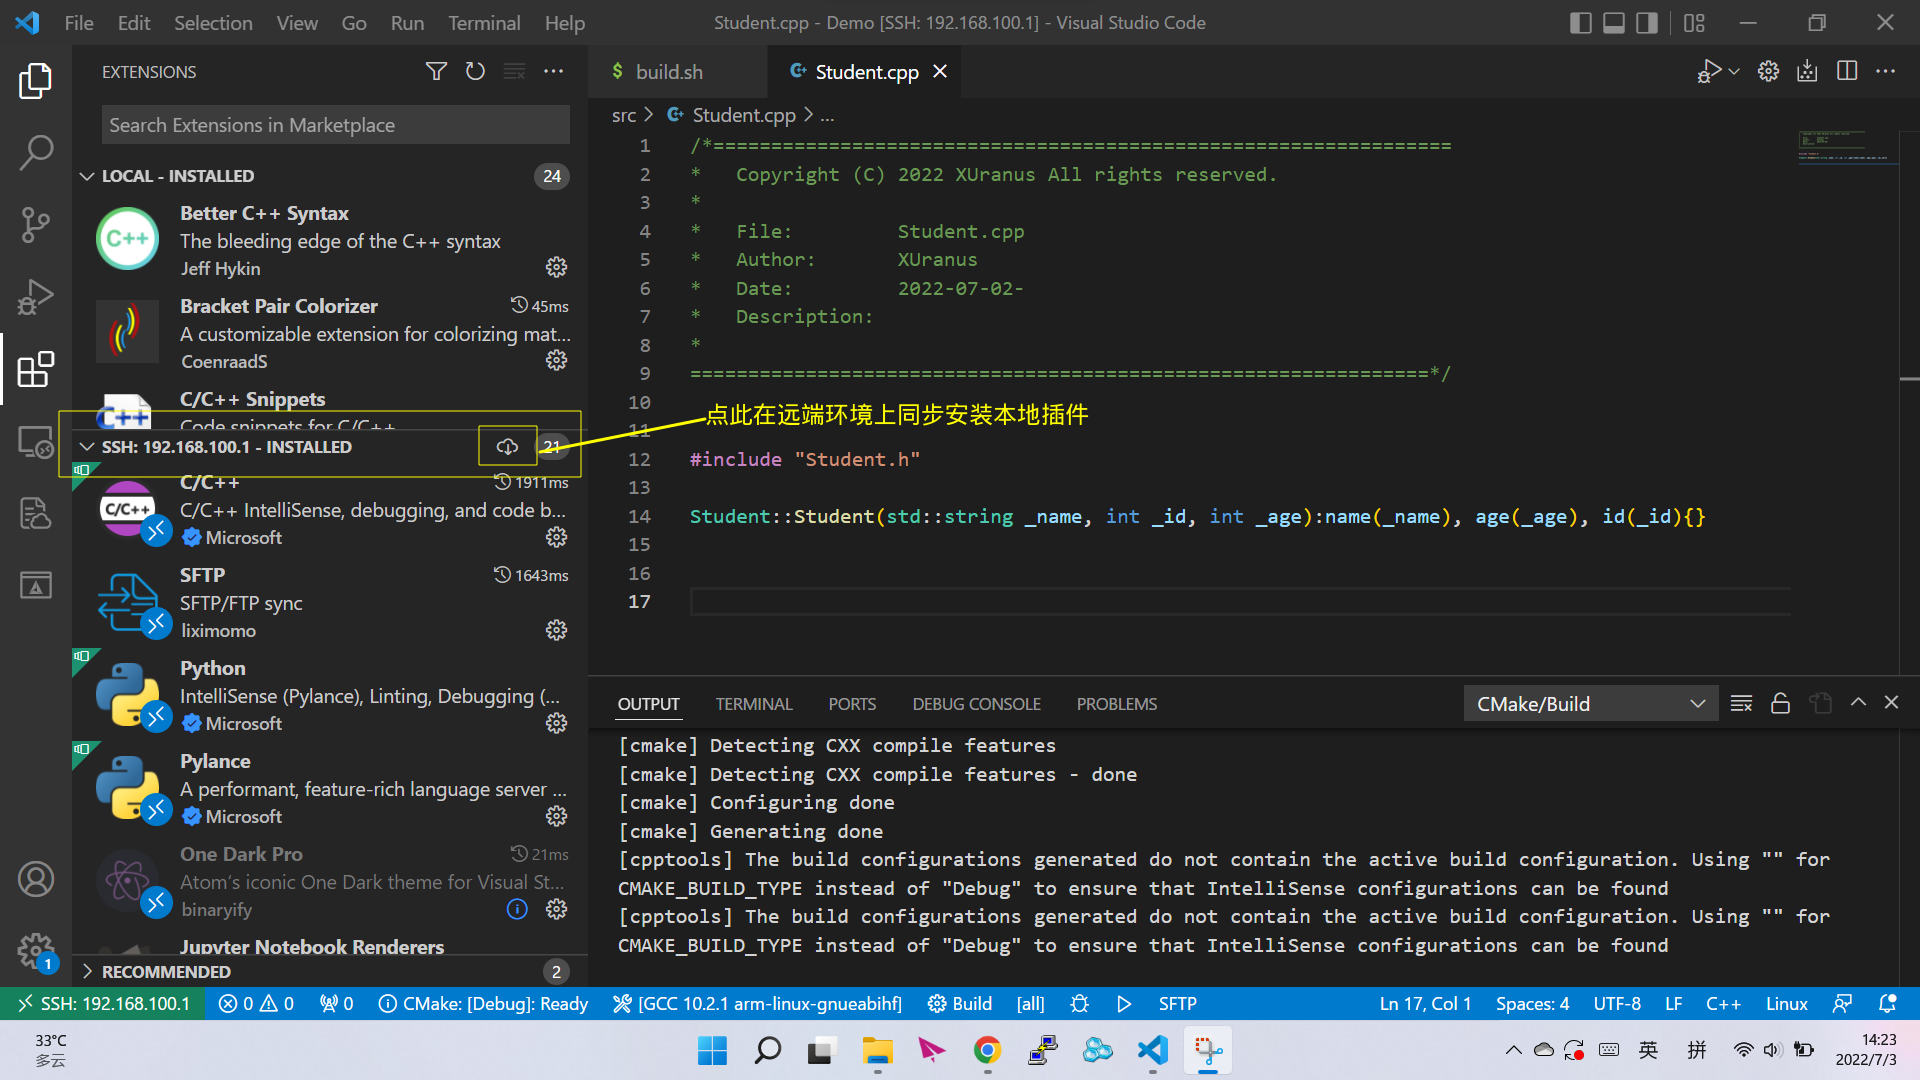 File Edit Selection View Go Run Terminal Help
Student.cpp - Demo [SSH: 192.168.100.1] - Visual Studio Code
EXTENSIONS
Search Extensions in Marketplace
LOCAL - INSTALLED 24
Better C++ Syntax
The bleeding edge of the C++ syntax
Jeff Hykin
Bracket Pair Colorizer 45ms
A customizable extension for colorizing mat...
CoenraadS
C/C++ Snippets
Code snippets for C/C++
SSH: 192.168.100.1 - INSTALLED 21
C/C++ 1911ms
C/C++ IntelliSense, debugging, and code b...
Microsoft
SFTP 1643ms
SFTP/FTP sync
liximomo
Python
IntelliSense (Pylance), Linting, Debugging (...
Microsoft
Pylance
A performant, feature-rich language server ...
Microsoft
One Dark Pro 21ms
Atom's iconic One Dark theme for Visual St...
binaryify
Jupyter Notebook Renderers
RECOMMENDED 2
$ build.sh
Student.cpp
src > Student.cpp > ...
1 /*================================================================
2 *   Copyright (C) 2022 XUranus All rights reserved.
3 *
4 *   File:         Student.cpp
5 *   Author:       XUranus
6 *   Date:         2022-07-02-
7 *   Description:
8 *
9 ================================================================*/
10
点此在远端环境上同步安装本地插件
11
12 #include "Student.h"
13
14 Student::Student(std::string _name, int _id, int _age):name(_name), age(_age), id(_id){}
15
16
17
OUTPUT TERMINAL PORTS DEBUG CONSOLE PROBLEMS
CMake/Build
[cmake] Detecting CXX compile features
[cmake] Detecting CXX compile features - done
[cmake] Configuring done
[cmake] Generating done
[cpptools] The build configurations generated do not contain the active build configuration. Using "" for
CMAKE_BUILD_TYPE instead of "Debug" to ensure that IntelliSense configurations can be found
[cpptools] The build configurations generated do not contain the active build configuration. Using "" for
CMAKE_BUILD_TYPE instead of "Debug" to ensure that IntelliSense configurations can be found
1
SSH: 192.168.100.1 0 0 0 CMake: [Debug]: Ready [GCC 10.2.1 arm-linux-gnueabihf] Build [all] SFTP Ln 17, Col 1 Spaces: 4 UTF-8 LF C++ Linux
33°C
多云
英 拼
14:23
2022/7/3